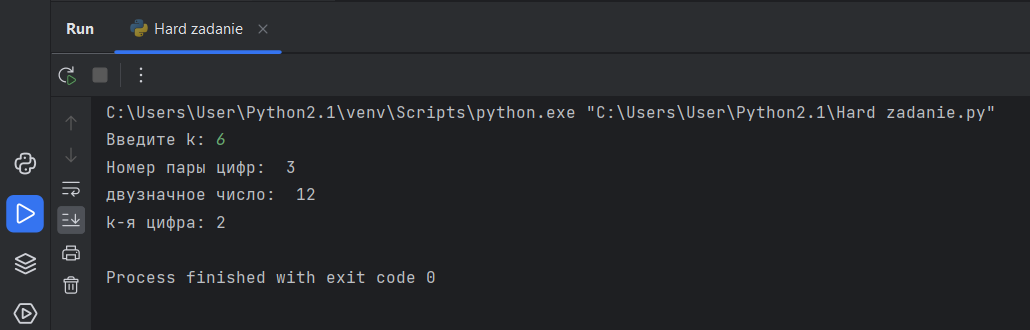 Run Hard zadanie
C:\Users\User\Python2.1\venv\Scripts\python.exe "C:\Users\User\Python2.1\Hard zadanie.py"
Введите k: 6
Номер пары цифр:  3
двузначное число:  12
k-я цифра: 2
Process finished with exit code 0